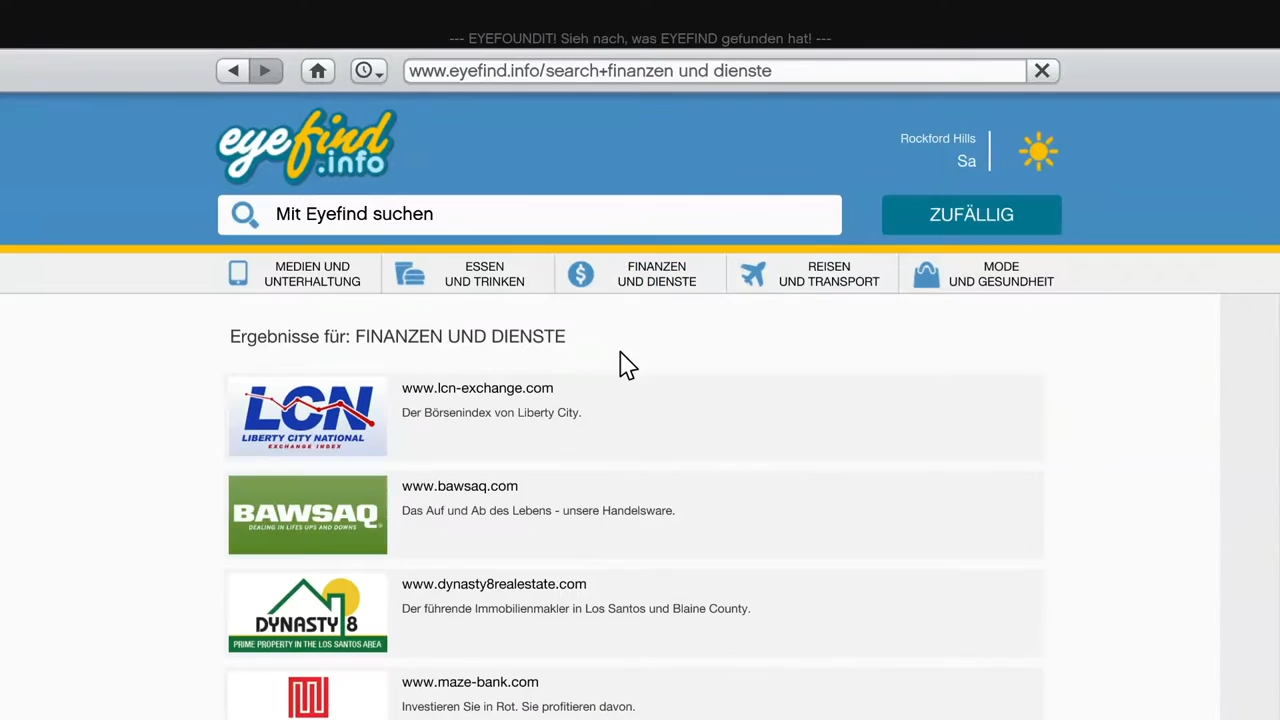 --- EYEFOUNDIT! Sieh nach, was EYEFIND gefunden hat! ---
www.eyefind.info/search+finanzen und dienste
eyefind
.info
Rockford Hills
Sa
Mit Eyefind suchen
ZUFÄLLIG
MEDIEN UND
UNTERHALTUNG
ESSEN
UND TRINKEN
FINANZEN
UND DIENSTE
REISEN
UND TRANSPORT
MODE
UND GESUNDHEIT
Ergebnisse für: FINANZEN UND DIENSTE
LCN
LIBERTY CITY NATIONAL
EXCHANGE INDEX
www.lcn-exchange.com
Der Börsenindex von Liberty City.
BAWSAQ
DEALING IN LIFES UPS AND DOWNS
www.bawsaq.com
Das Auf und Ab des Lebens - unsere Handelsware.
DYNASTY 8
PRIME PROPERTY IN THE LOS SANTOS AREA
www.dynasty8realestate.com
Der führende Immobilienmakler in Los Santos und Blaine County.
www.maze-bank.com
Investieren Sie in Rot. Sie profitieren davon.